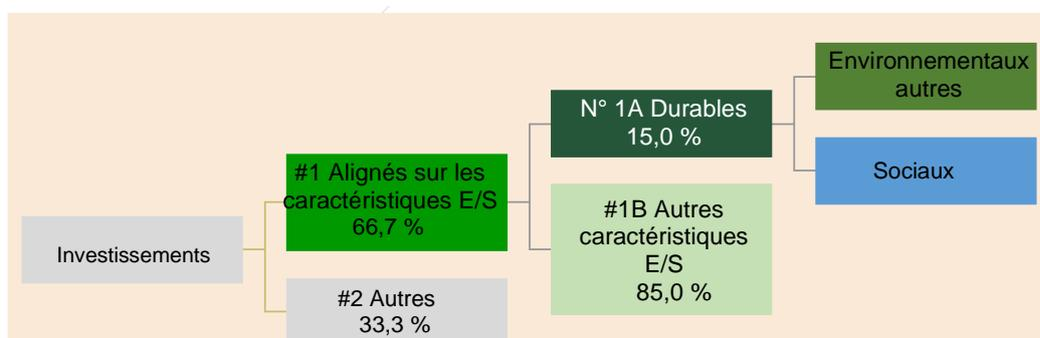 Investissements
#1 Alignés sur les
caractéristiques E/S
66,7 %
#2 Autres
33,3 %
N° 1A Durables
15,0 %
#1B Autres
caractéristiques
E/S
85,0 %
Environnementaux
autres
Sociaux